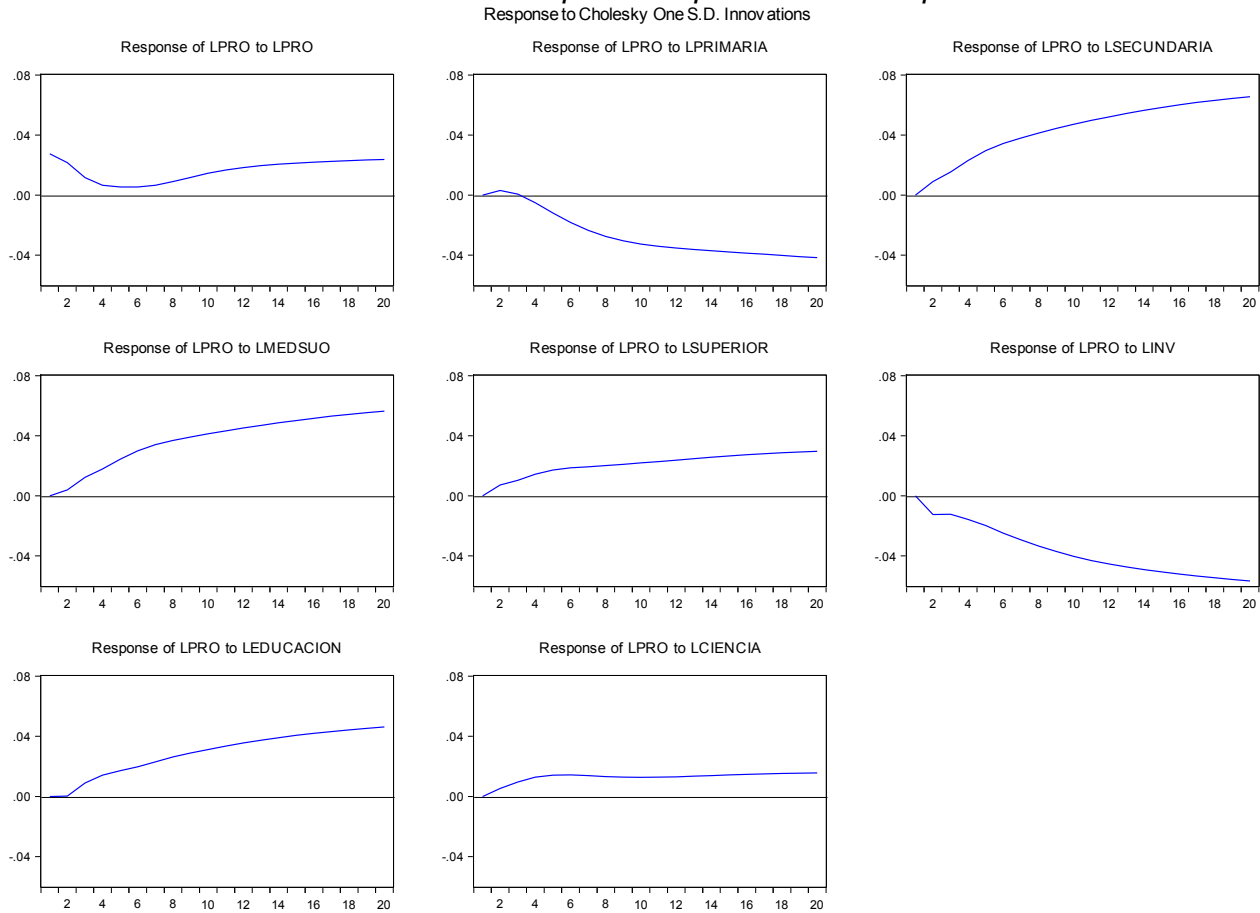 Response to Cholesky One S.D. Innovations
Response of LPRO to LPRO
.08
.04
.00
-.04
2 4 6 8 10 12 14 16 18 20
Response of LPRO to LPRIMARIA
.08
.04
.00
-.04
2 4 6 8 10 12 14 16 18 20
Response of LPRO to LSECUNDARIA
.08
.04
.00
-.04
2 4 6 8 10 12 14 16 18 20
Response of LPRO to LMEDSUO
.08
.04
.00
-.04
2 4 6 8 10 12 14 16 18 20
Response of LPRO to LSUPERIOR
.08
.04
.00
-.04
2 4 6 8 10 12 14 16 18 20
Response of LPRO to LINV
.08
.04
.00
-.04
2 4 6 8 10 12 14 16 18 20
Response of LPRO to LEDUCACION
.08
.04
.00
-.04
2 4 6 8 10 12 14 16 18 20
Response of LPRO to LCIENCIA
.08
.04
.00
-.04
2 4 6 8 10 12 14 16 18 20